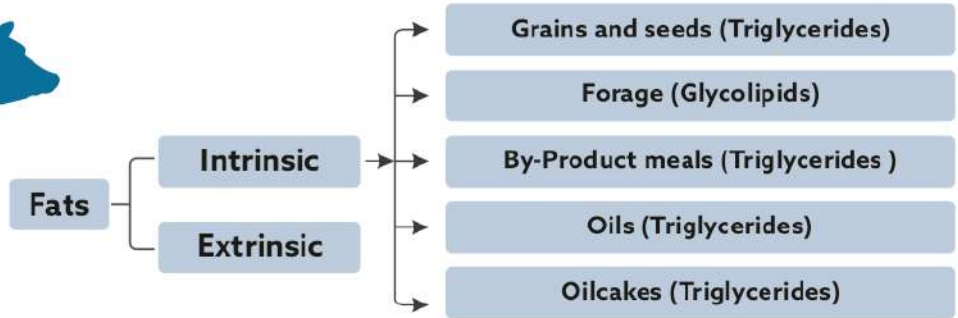 Fats
Intrinsic
Extrinsic
Grains and seeds (Triglycerides)
Forage (Glycolipids)
By-Product meals (Triglycerides )
Oils (Triglycerides)
Oilcakes (Triglycerides)